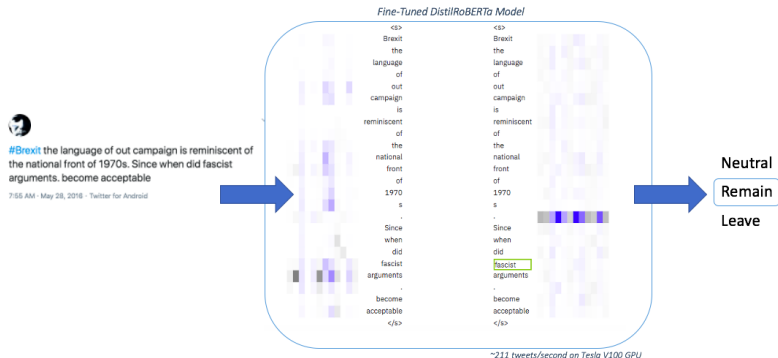 Fine-Tuned DistilRoBERTa Model
#Brexit the language of out campaign is reminiscent of
the national front of 1970s. Since when did fascist
arguments. become acceptable
7:55 AM · May 28, 2016 · Twitter for Android
<s>
Brexit
the
language
of
out
campaign
is
reminiscent
of
the
national
front
of
1970
s
.
Since
when
did
fascist
arguments
.
become
acceptable
</s>
<s>
Brexit
the
language
of
out
campaign
is
reminiscent
of
the
national
front
of
1970
s
.
Since
when
did
fascist
arguments
.
become
acceptable
</s>
Neutral
Remain
Leave
~211 tweets/second on Tesla V100 GPU